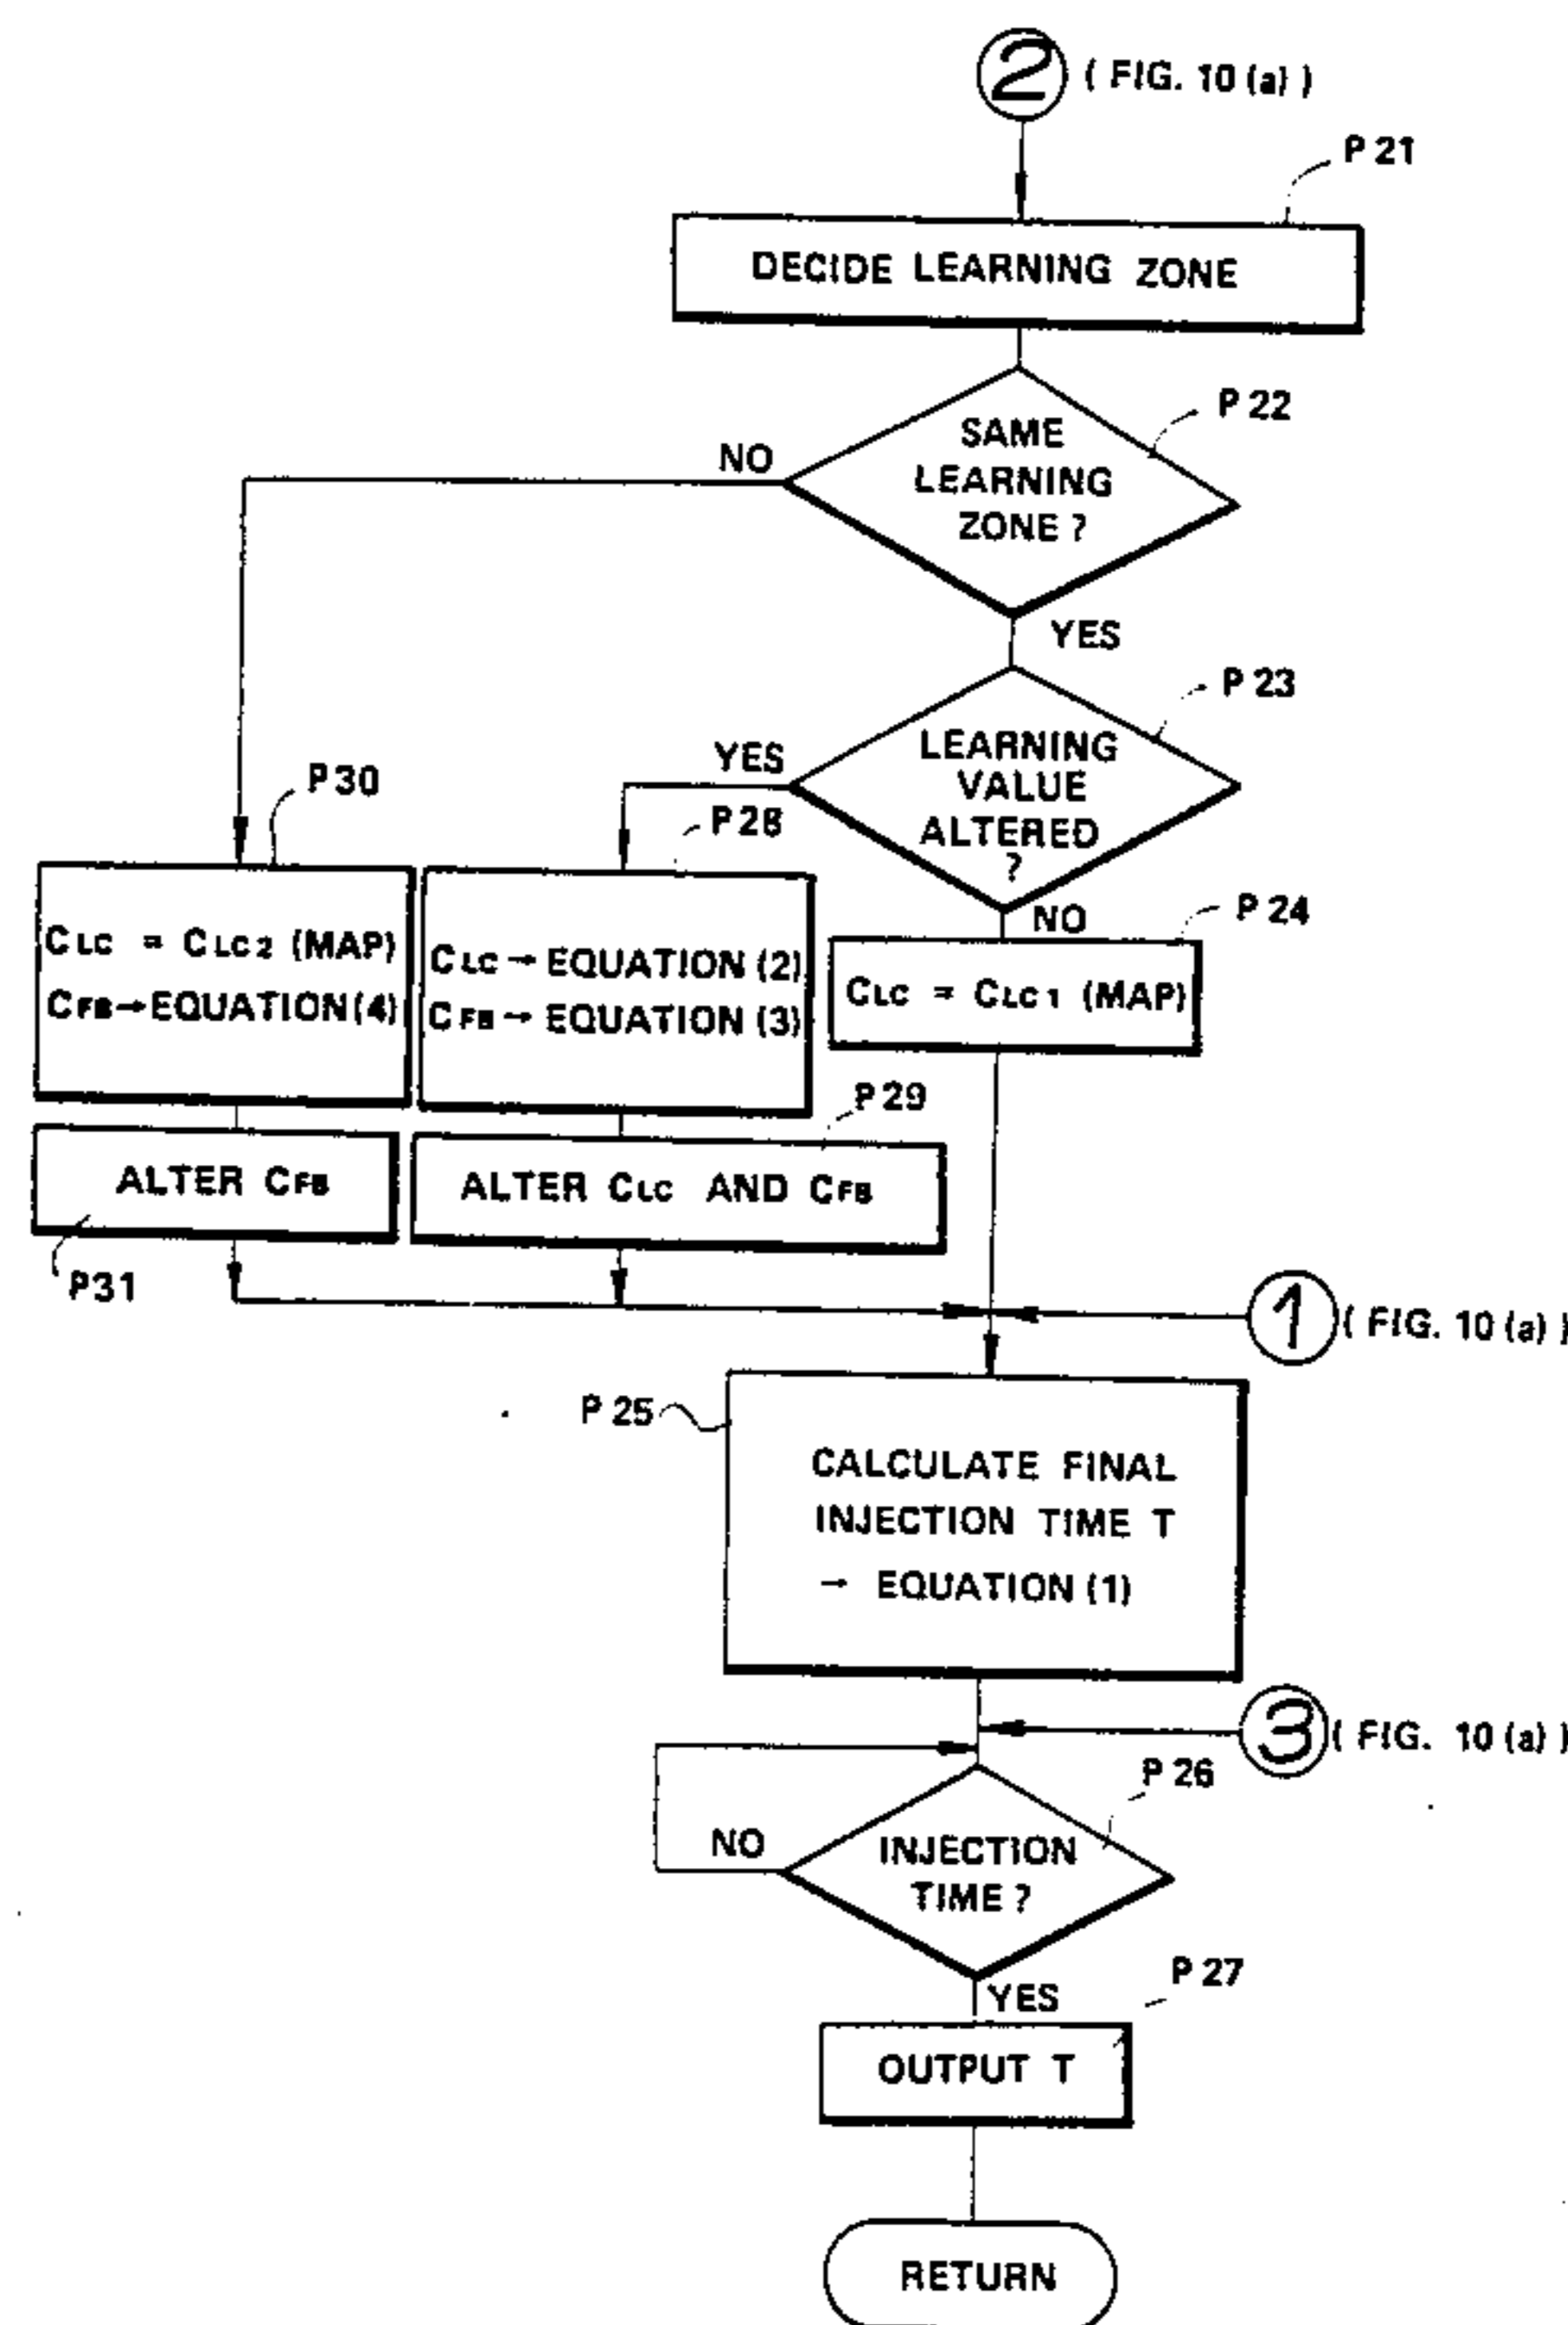 2 ( FIG. 10 (a) )
P 21
DECIDE LEARNING ZONE
P 22
SAME
LEARNING
ZONE ?
NO
YES
P 23
LEARNING
VALUE
ALTERED
?
YES
NO
P30
P 28
P 24
CLC = CLC2 (MAP)
CFB→EQUATION(4)
CLC→EQUATION(2)
CFB→EQUATION(3)
CLC = CLC1 (MAP)
P 29
ALTER CFB
ALTER CLC AND CFB
P31
1 ( FIG. 10 (a) )
P 25
CALCULATE FINAL
INJECTION TIME T
→ EQUATION (1)
3 ( FIG. 10 (a) )
P 26
NO
INJECTION
TIME ?
YES
P 27
OUTPUT T
RETURN